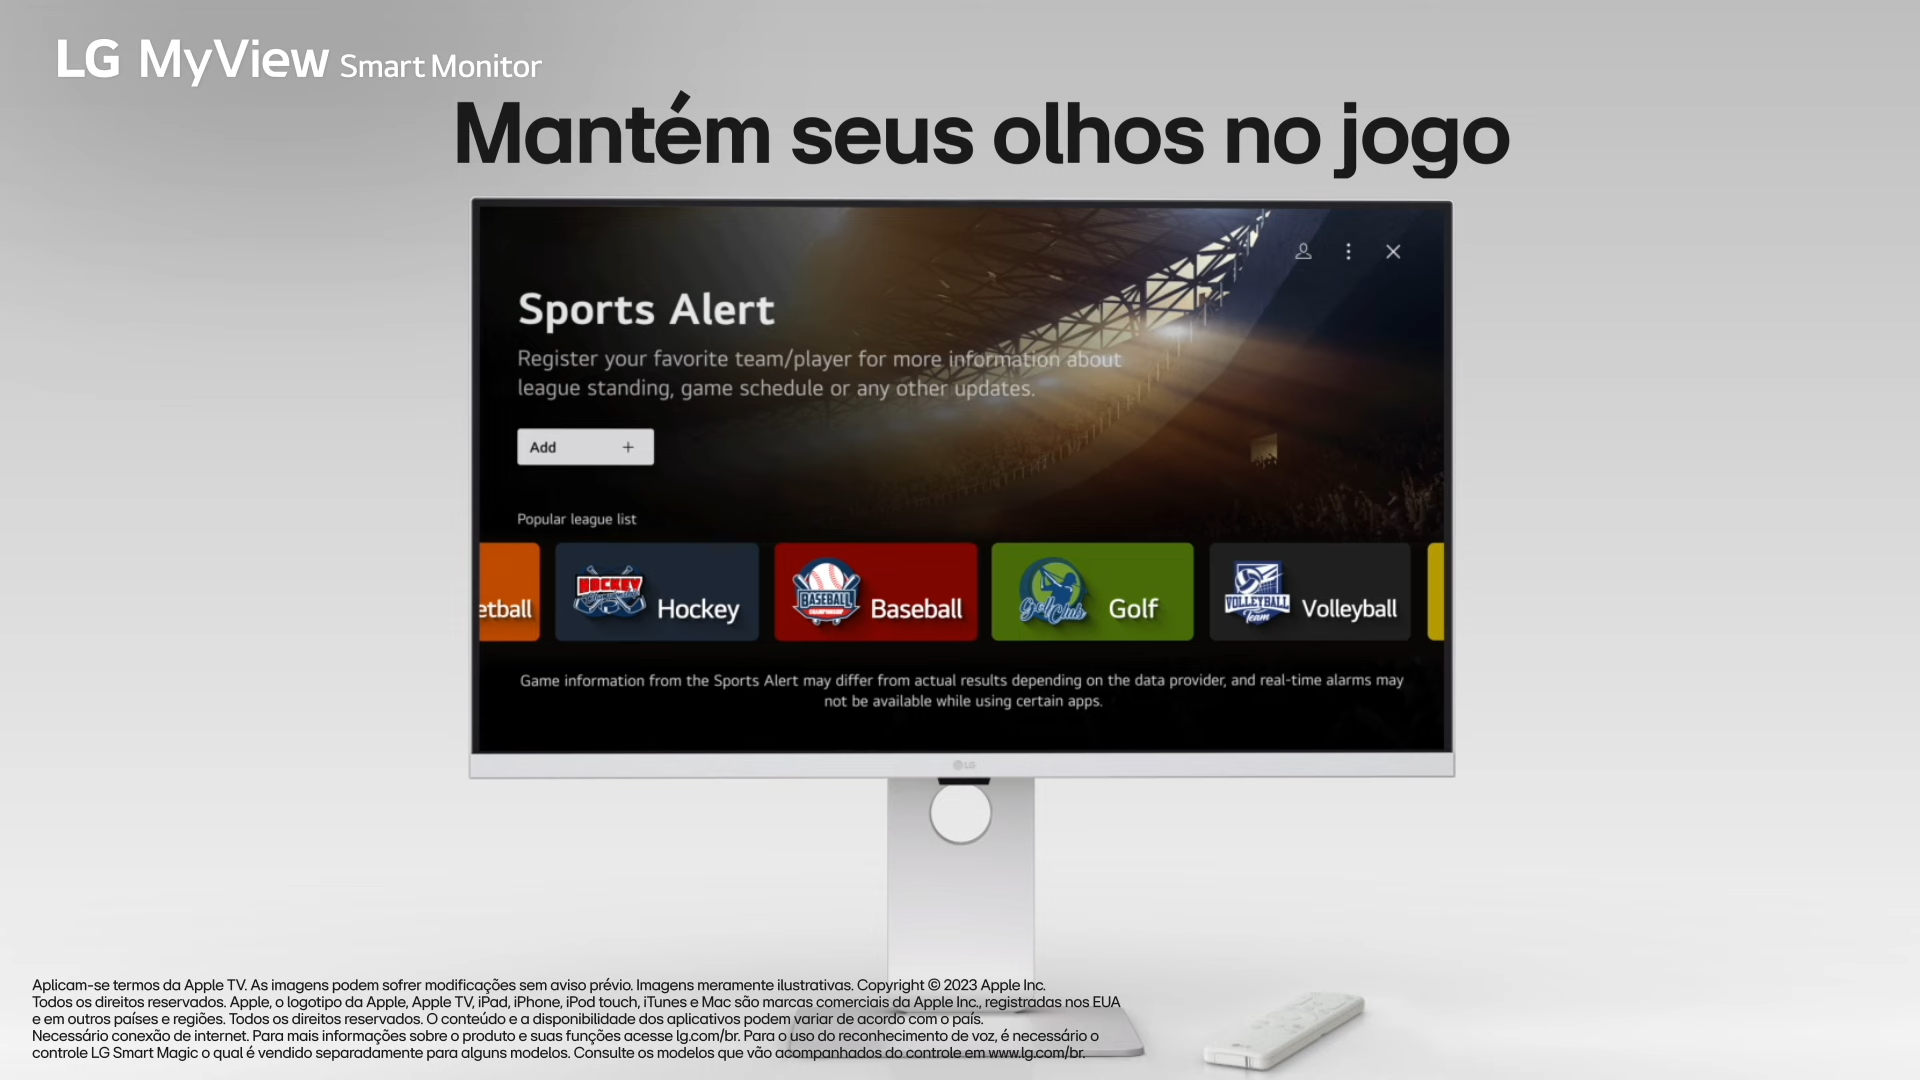 LG MyView Smart Monitor
Mantém seus olhos no jogo
Sports Alert
Register your favorite team/player for more information about
league standing, game schedule or any other updates.
Add +
Popular league list
etball
HOCKEY
Hockey
BASEBALL
CHAMPIONSHIP
Baseball
Golf Club
Golf
VOLLEYBALL
Team
Volleyball
Game information from the Sports Alert may differ from actual results depending on the data provider, and real-time alarms may
not be available while using certain apps.
LG
Aplicam-se termos da Apple TV. As imagens podem sofrer modificações sem aviso prévio. Imagens meramente ilustrativas. Copyright © 2023 Apple Inc.
Todos os direitos reservados. Apple, o logotipo da Apple, Apple TV, iPad, iPhone, iPod touch, iTunes e Mac são marcas comerciais da Apple Inc., registradas nos EUA
e em outros países e regiões. Todos os direitos reservados. O conteúdo e a disponibilidade dos aplicativos podem variar de acordo com o país.
Necessário conexão de internet. Para mais informações sobre o produto e suas funções acesse lg.com/br. Para o uso do reconhecimento de voz, é necessário o
controle LG Smart Magic o qual é vendido separadamente para alguns modelos. Consulte os modelos que vão acompanhados do controle em www.lg.com/br.